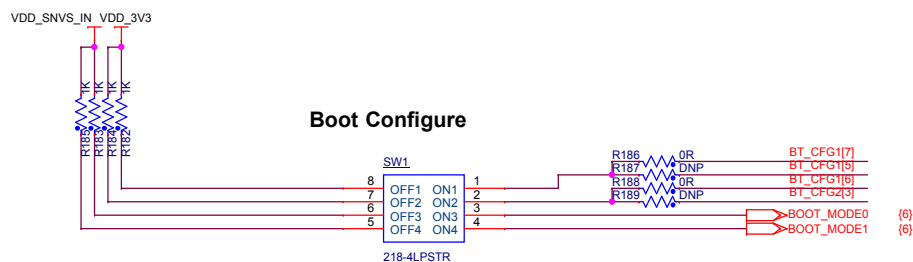 VDD_SNVS_IN VDD_3V3
1K 1K 1K 1K
R185 R183 R184 R182
Boot Configure
SW1
8 OFF1 ON1 1
7 OFF2 ON2 2
6 OFF3 ON3 3
5 OFF4 ON4 4
218-4LPSTR
R186 0R BT_CFG1[7]
R187 DNP BT_CFG1[5]
R188 0R BT_CFG1[6]
R189 DNP BT_CFG2[3]
BOOT_MODE0 {6}
BOOT_MODE1 {6}